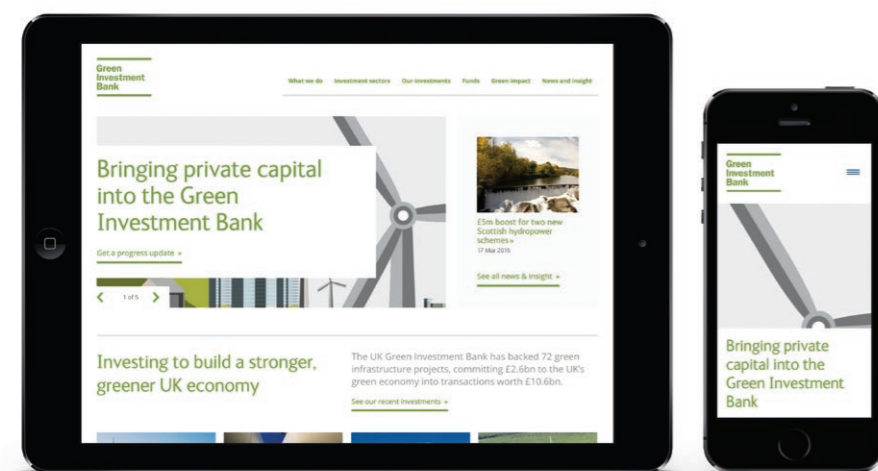 Green
Investment
Bank
What we do Investment sectors Our investments Funds Green impact News and insight
Bringing private capital
into the Green
Investment Bank
Get a progress update »
1 of 5
£5m boost for two new
Scottish hydropower
schemes »
17 Mar 2016
See all news & insight »
Investing to build a stronger,
greener UK economy
The UK Green Investment Bank has backed 72 green
infrastructure projects, committing £2.6bn to the UK's
green economy into transactions worth £10.6bn.
See our recent investments »
Green
Investment
Bank
Bringing private
capital into the
Green Investment
Bank